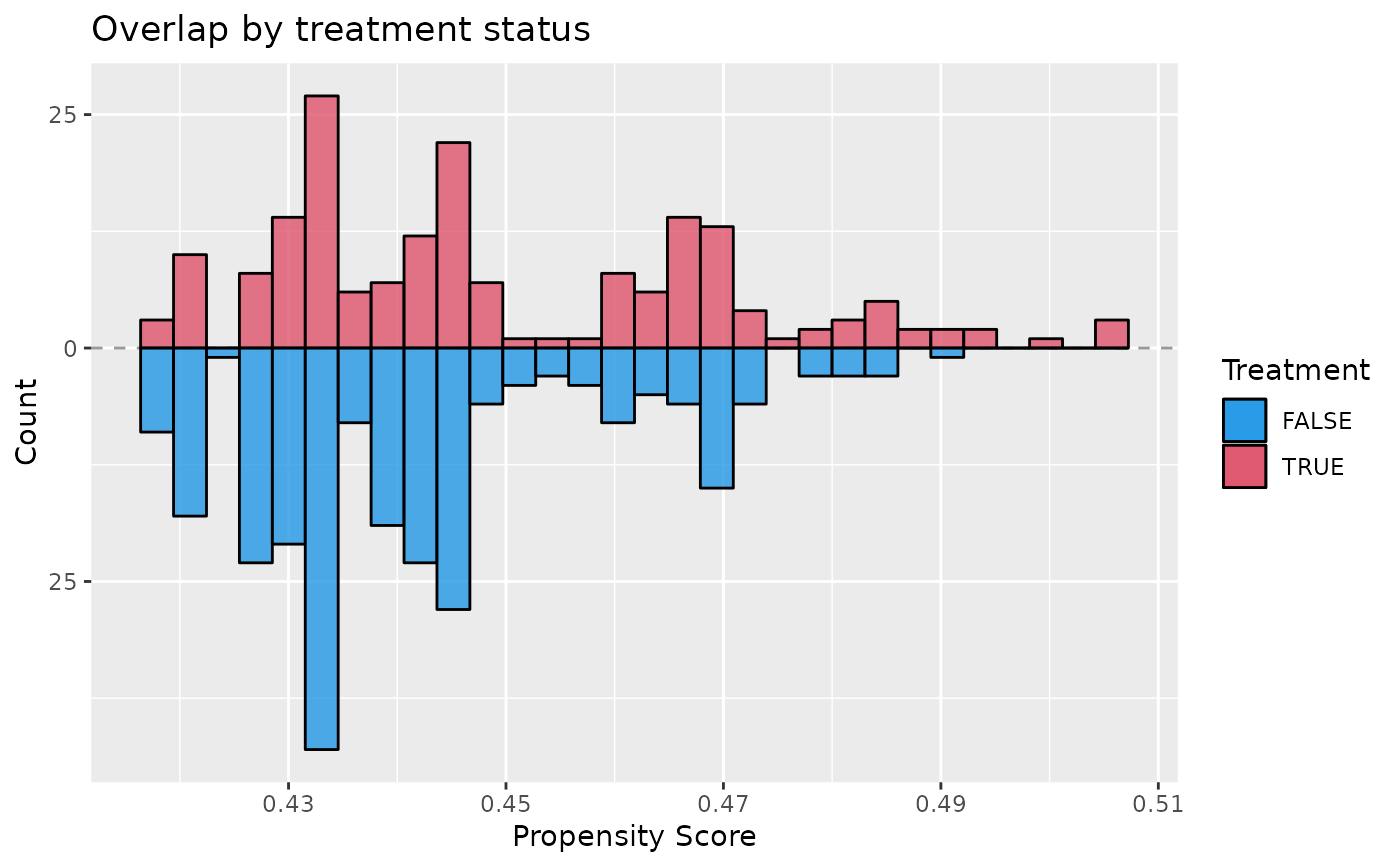 Overlap by treatment status
25
0
25
Count
0.43
0.45
0.47
0.49
0.51
Propensity Score
Treatment
FALSE
TRUE